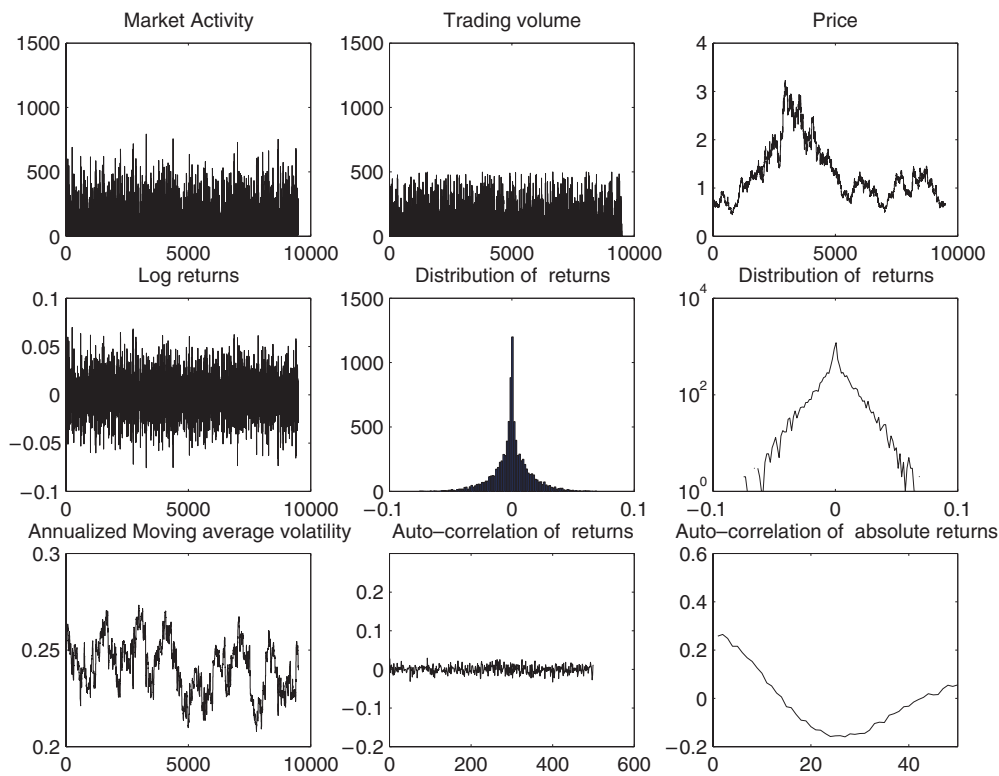 Market Activity
1500
1000
500
0
0 5000 10000
Trading volume
1500
1000
500
0
0 5000 10000
Price
4
3
2
1
0
0 5000 10000
Log returns
0.1
0.05
0
−0.05
−0.1
0 5000 10000
Distribution of returns
1500
1000
500
0
−0.1 0 0.1
Distribution of returns
10^4
10^2
10^0
−0.1 0 0.1
Annualized Moving average volatility
0.3
0.25
0.2
0 5000 10000
Auto−correlation of returns
0.2
0.1
0
−0.1
−0.2
0 200 400 600
Auto−correlation of absolute returns
0.6
0.4
0.2
0
−0.2
0 20 40